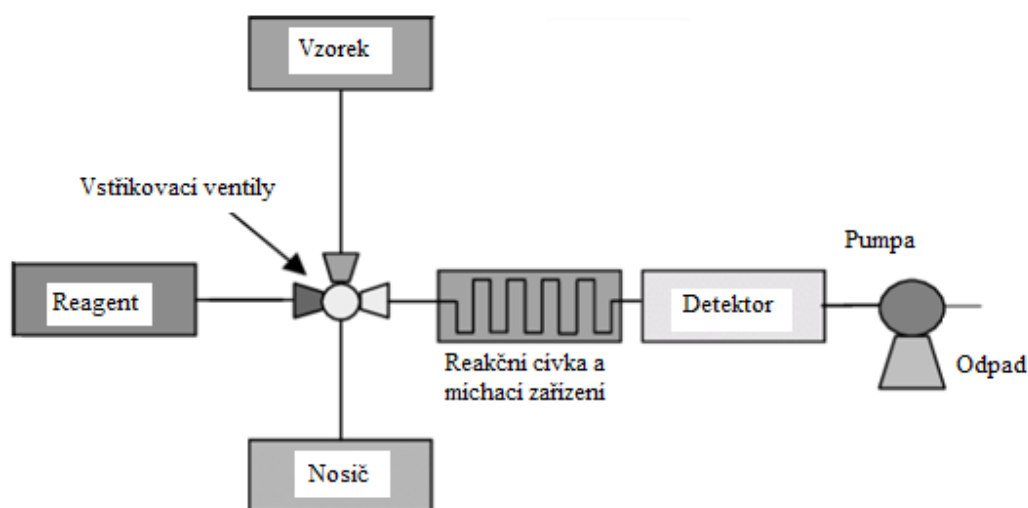 Vzorek
Vstřikovací ventily
Pumpa
Reagent
Detektor
Reakční cívka a
míchací zařízení
Odpad
Nosič